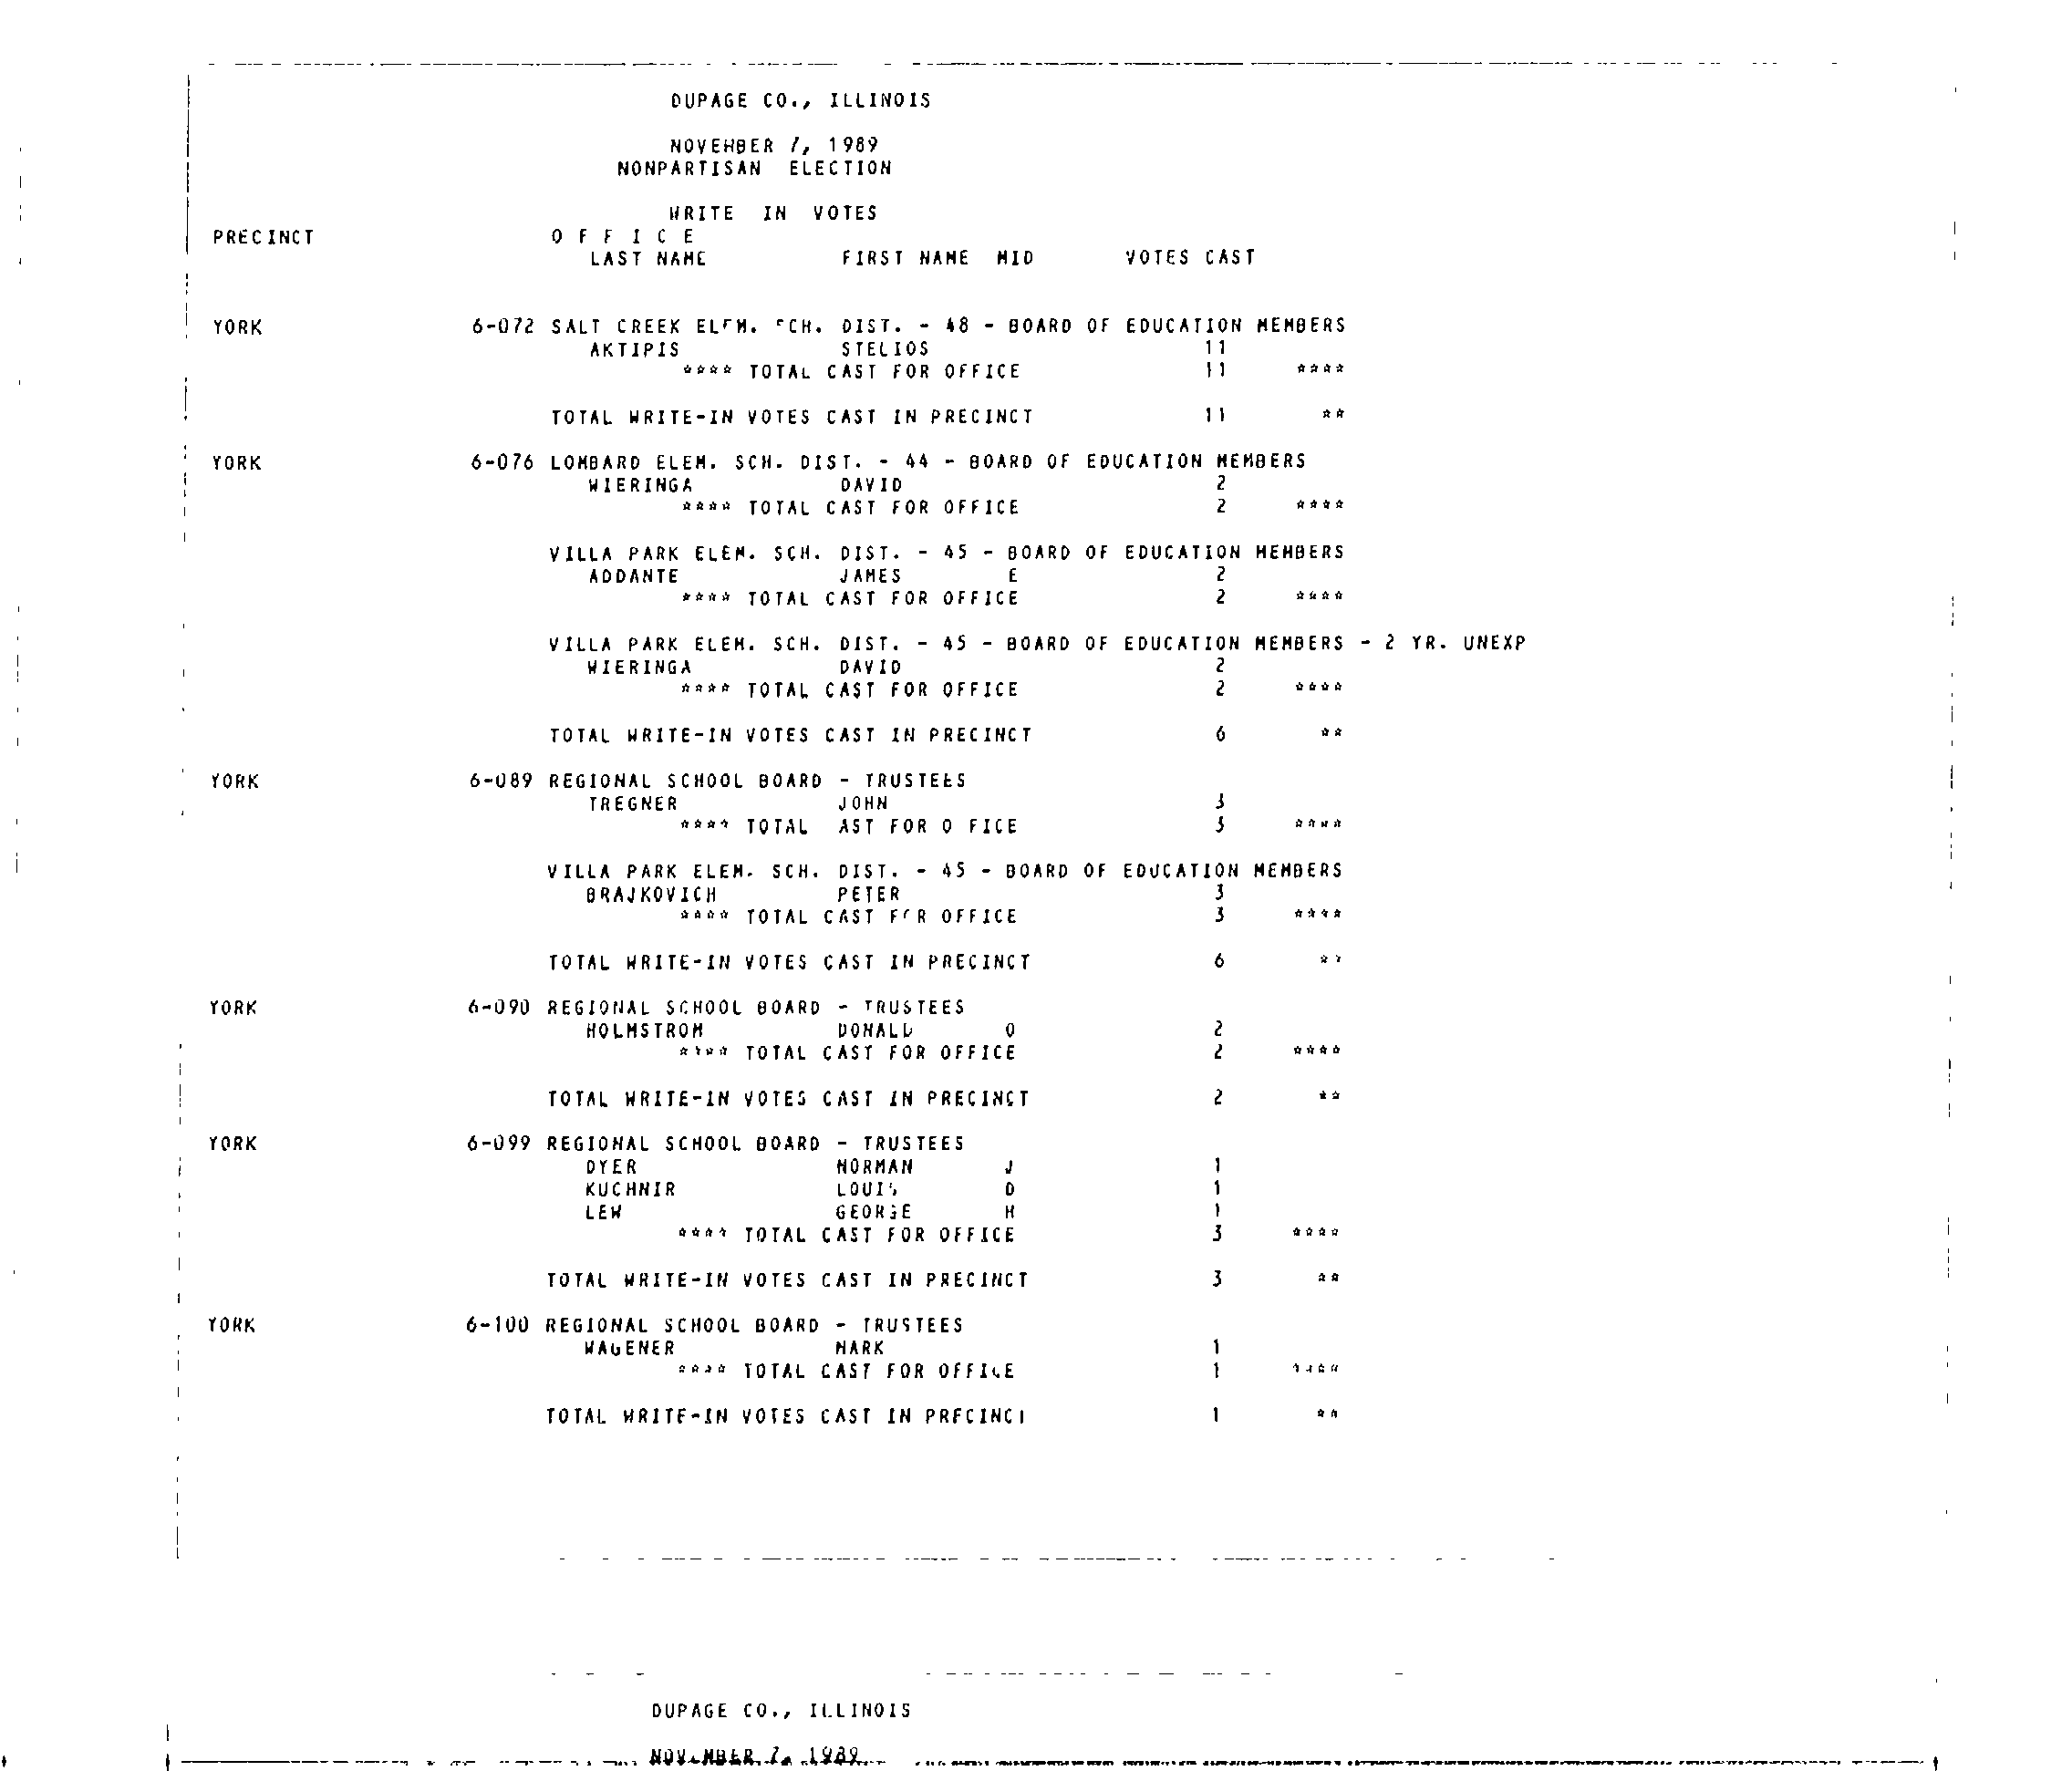 DUPAGE CO., ILLINOIS
NOVEMBER 7, 1989
NONPARTISAN ELECTION
WRITE IN VOTES
PRECINCT O F F I C E
LAST NAME FIRST NAME MID VOTES CAST
YORK 6-072 SALT CREEK ELEM. SCH. DIST. - 48 - BOARD OF EDUCATION MEMBERS
AKTIPIS STELIOS 11
**** TOTAL CAST FOR OFFICE 11 ****
TOTAL WRITE-IN VOTES CAST IN PRECINCT 11 **
YORK 6-076 LOMBARD ELEM. SCH. DIST. - 44 - BOARD OF EDUCATION MEMBERS
WIERINGA DAVID 2
**** TOTAL CAST FOR OFFICE 2 ****
VILLA PARK ELEM. SCH. DIST. - 45 - BOARD OF EDUCATION MEMBERS
ADDANTE JAMES E 2
**** TOTAL CAST FOR OFFICE 2 ****
VILLA PARK ELEM. SCH. DIST. - 45 - BOARD OF EDUCATION MEMBERS - 2 YR. UNEXP
WIERINGA DAVID 2
**** TOTAL CAST FOR OFFICE 2 ****
TOTAL WRITE-IN VOTES CAST IN PRECINCT 6 **
YORK 6-089 REGIONAL SCHOOL BOARD - TRUSTEES
TREGNER JOHN 3
**** TOTAL AST FOR O FICE 3 ****
VILLA PARK ELEM. SCH. DIST. - 45 - BOARD OF EDUCATION MEMBERS
BRAJKOVICH PETER 3
**** TOTAL CAST FOR OFFICE 3 ****
TOTAL WRITE-IN VOTES CAST IN PRECINCT 6 **
YORK 6-090 REGIONAL SCHOOL BOARD - TRUSTEES
HOLMSTROM DONALD O 2
**** TOTAL CAST FOR OFFICE 2 ****
TOTAL WRITE-IN VOTES CAST IN PRECINCT 2 **
YORK 6-099 REGIONAL SCHOOL BOARD - TRUSTEES
DYER NORMAN J 1
KUCHNIR LOUIS D 1
LEW GEORGE H 1
**** TOTAL CAST FOR OFFICE 3 ****
TOTAL WRITE-IN VOTES CAST IN PRECINCT 3 **
YORK 6-100 REGIONAL SCHOOL BOARD - TRUSTEES
WAGENER MARK 1
**** TOTAL CAST FOR OFFICE 1 ****
TOTAL WRITE-IN VOTES CAST IN PRECINCT 1 **
DUPAGE CO., ILLINOIS
NOVEMBER 7, 1989